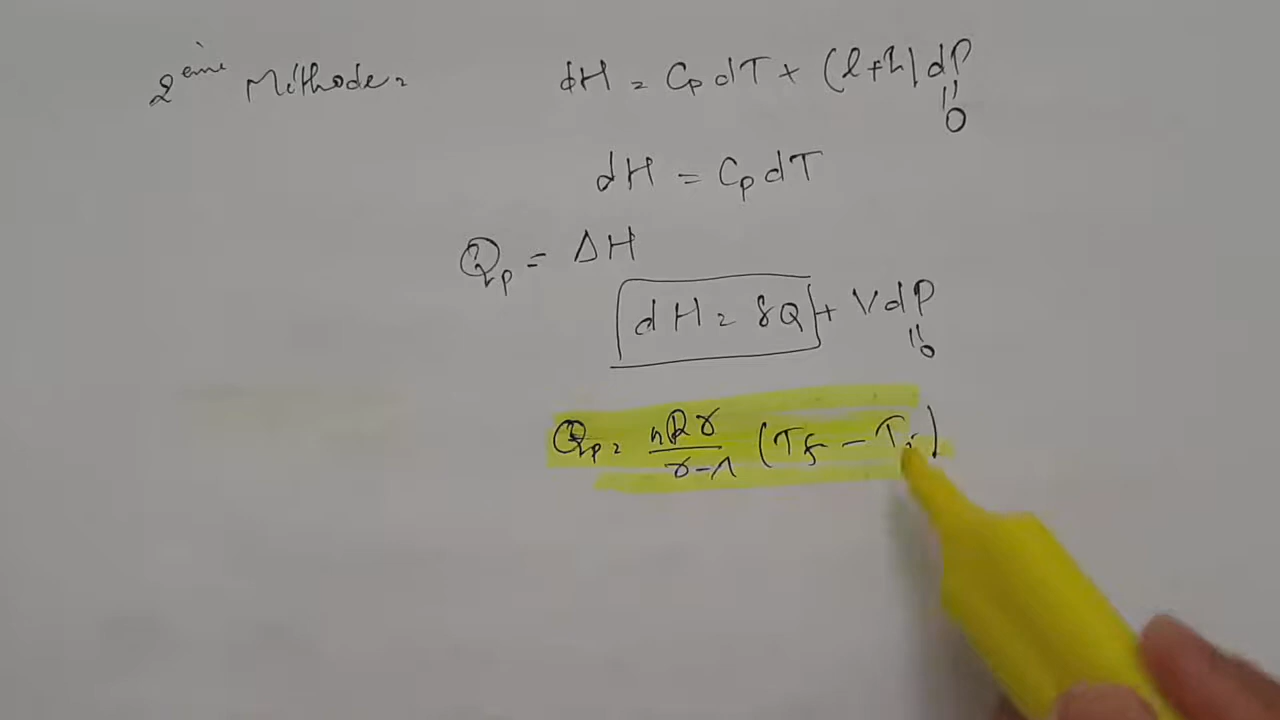 2ème Méthode:
dH = Cp dT + (l+h) dP
" 0
dH = Cp dT
Qp = ΔH
dH = δQ + VdP
" 0
Qp = nRγ/(γ-1) (Tf - Ti)